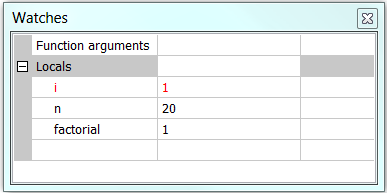 Watches
Function arguments
Locals
i 1
n 20
factorial 1